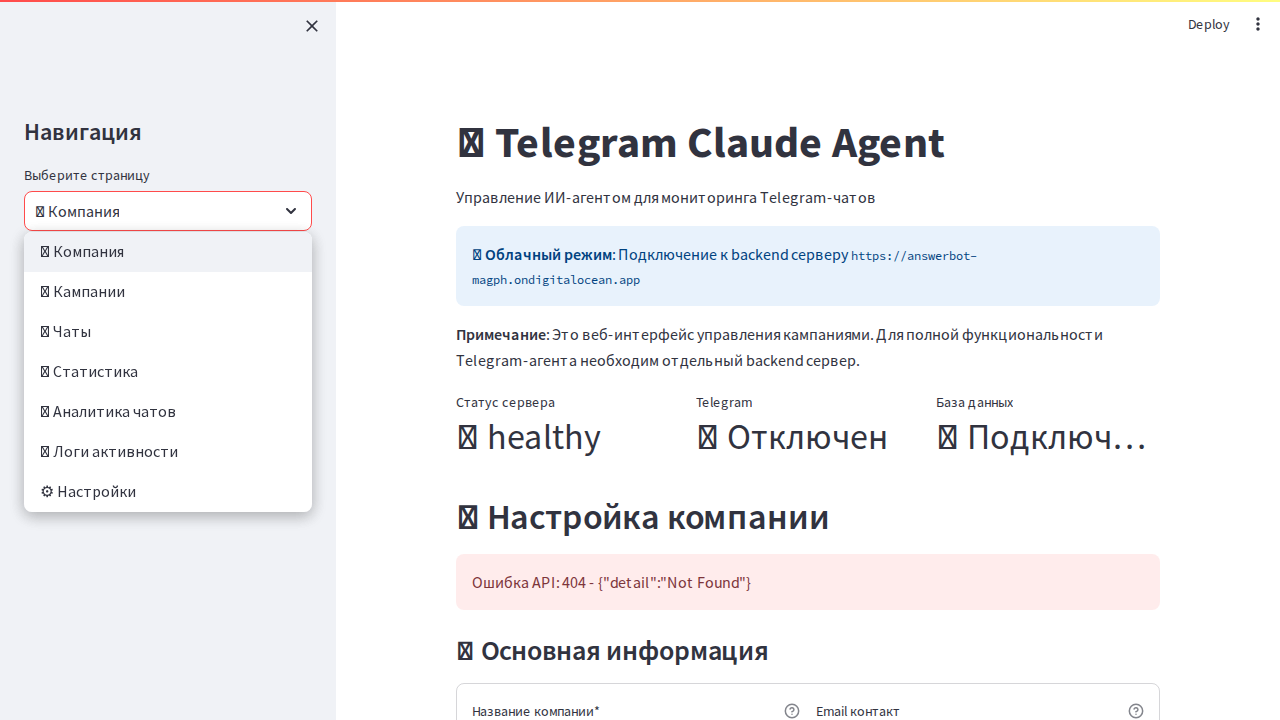 Deploy
Навигация
Выберите страницу
Компания
Компания
Кампании
Чаты
Статистика
Аналитика чатов
Логи активности
⚙ Настройки
Telegram Claude Agent
Управление ИИ-агентом для мониторинга Telegram-чатов
Облачный режим: Подключение к backend серверу https://answerbot-
magph.ondigitalocean.app
Примечание: Это веб-интерфейс управления кампаниями. Для полной функциональности
Telegram-агента необходим отдельный backend сервер.
Статус сервера
healthy
Telegram
Отключен
База данных
Подключ…
Настройка компании
Ошибка API: 404 - {"detail":"Not Found"}
Основная информация
Название компании*
Email контакт